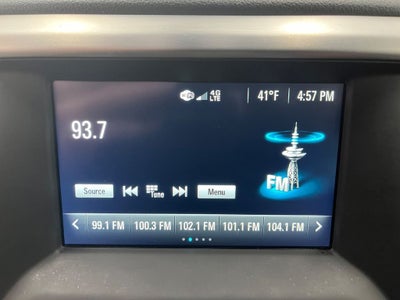 4G
LTE
41°F
4:57 PM
93.7
FM
Source
Tune
Menu
99.1 FM 100.3 FM 102.1 FM 101.1 FM 104.1 FM